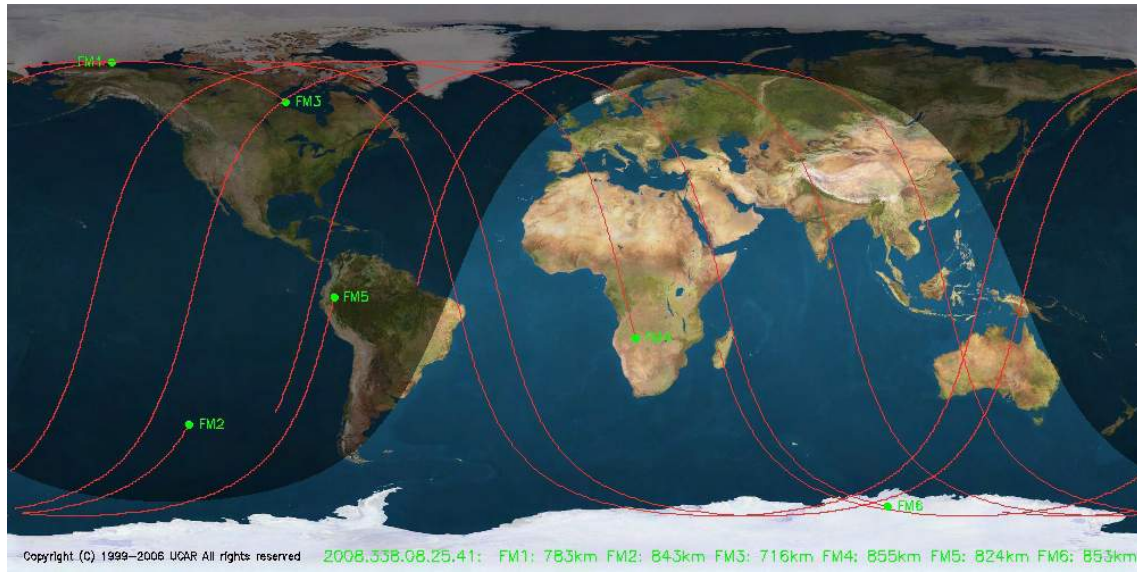 FM1
FM3
FM5
FM4
FM2
FM6
Copyright (C) 1999-2006 UCAR All rights reserved 2008.338.08.25.41: FM1: 783km FM2: 843km FM3: 716km FM4: 855km FM5: 824km FM6: 853km